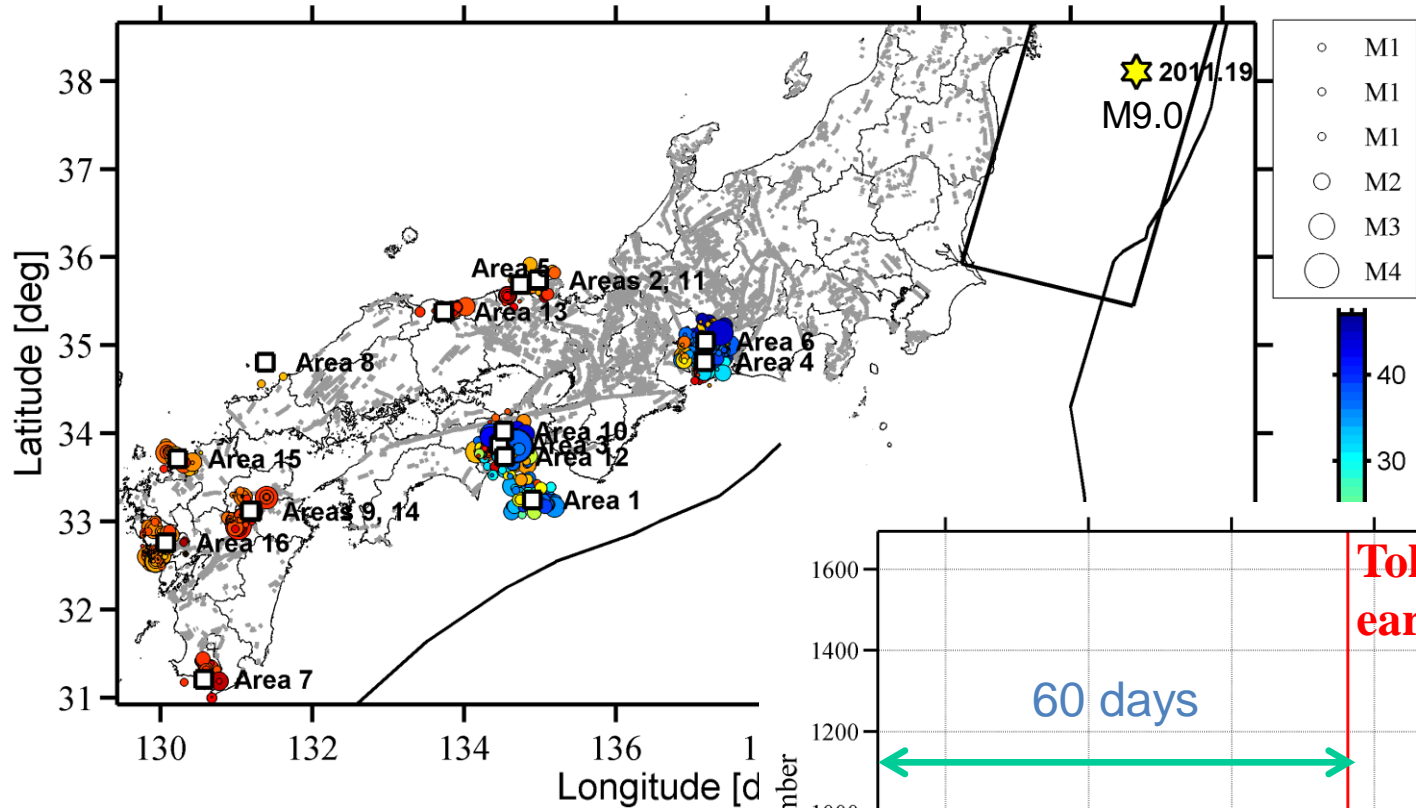 38
37
36
35
34
33
32
31
Latitude [deg]
130
132
134
136
1
Longitude [d
2011.19
M9.0
M1
M1
M1
M2
M3
M4
40
30
Area 5
Areas 2, 11
Area 13
Area 8
Area 6
Area 4
Area 10
Area 3
Area 12
Area 1
Area 15
Areas 9, 14
Area 16
Area 7
1600
1400
1200
mber
60 days